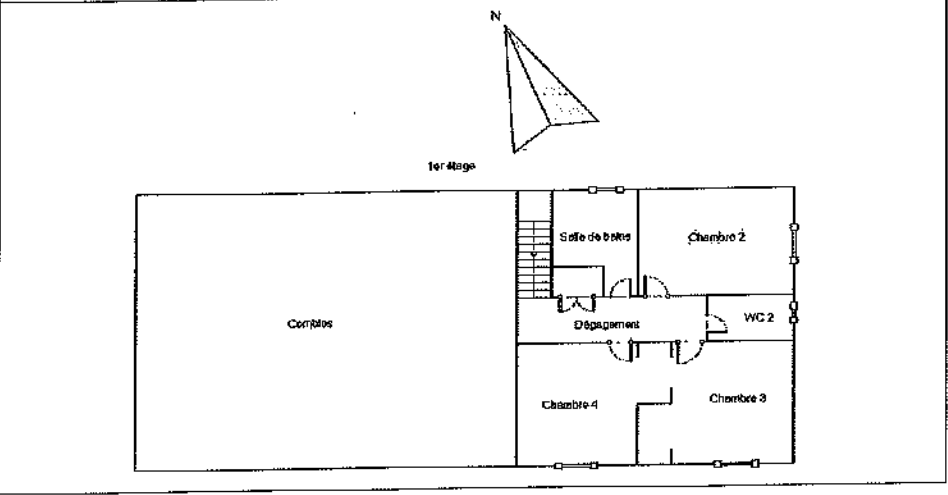 N
1er étage
Salle de bains
Chambre 2
Combles
Dégagement
WC 2
Chambre 4
Chambre 3